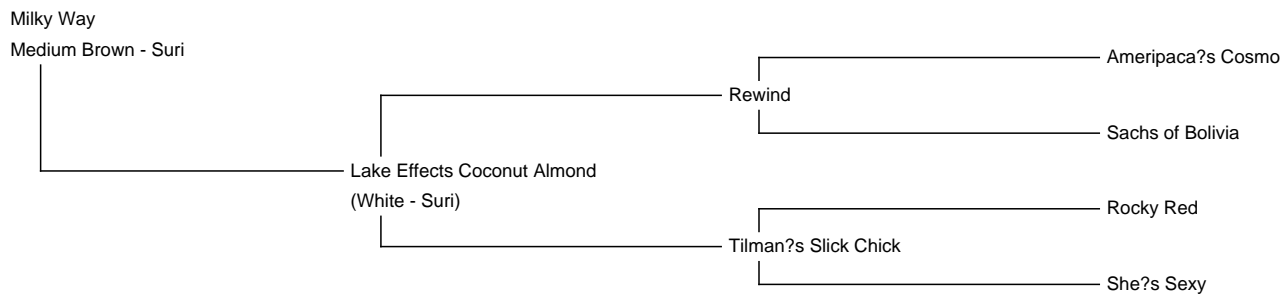 Milky Way
Medium Brown - Suri
Ameripaca?s Cosmo
Rewind
Sachs of Bolivia
Lake Effects Coconut Almond
(White - Suri)
Rocky Red
Tilman?s Slick Chick
She?s Sexy